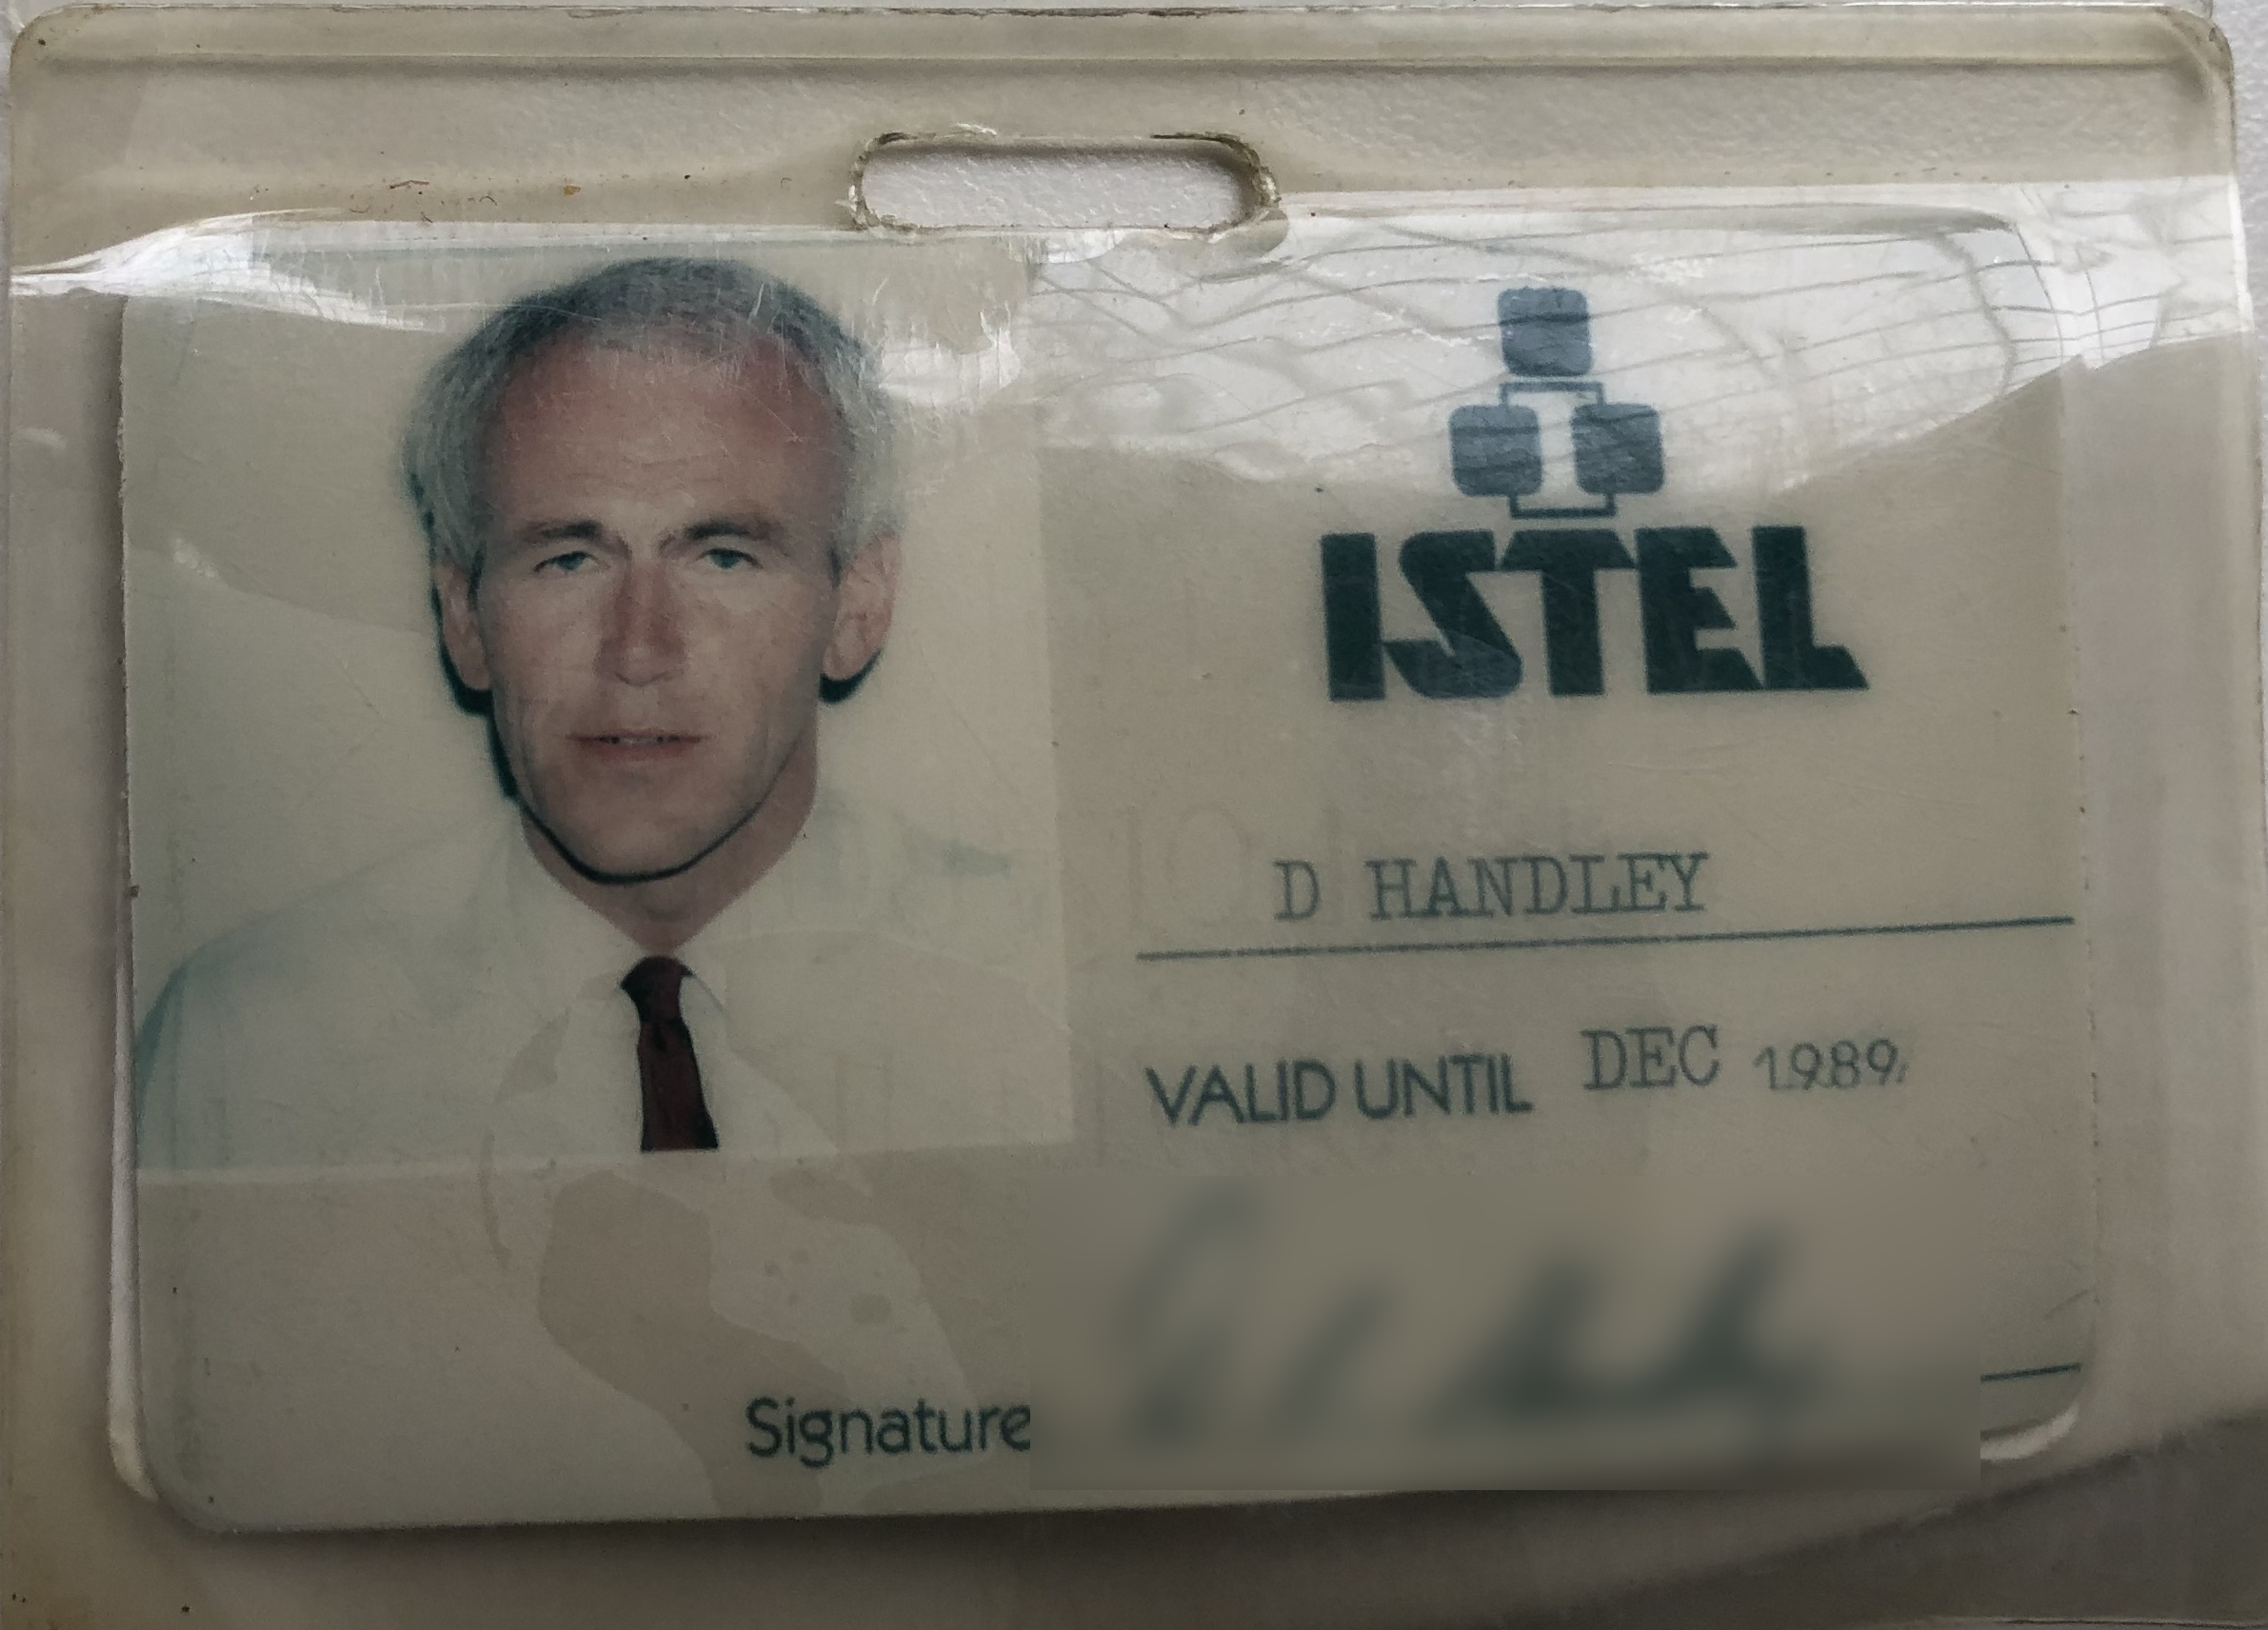 ISTEL
D HANDLEY
VALID UNTIL DEC 1989
Signature